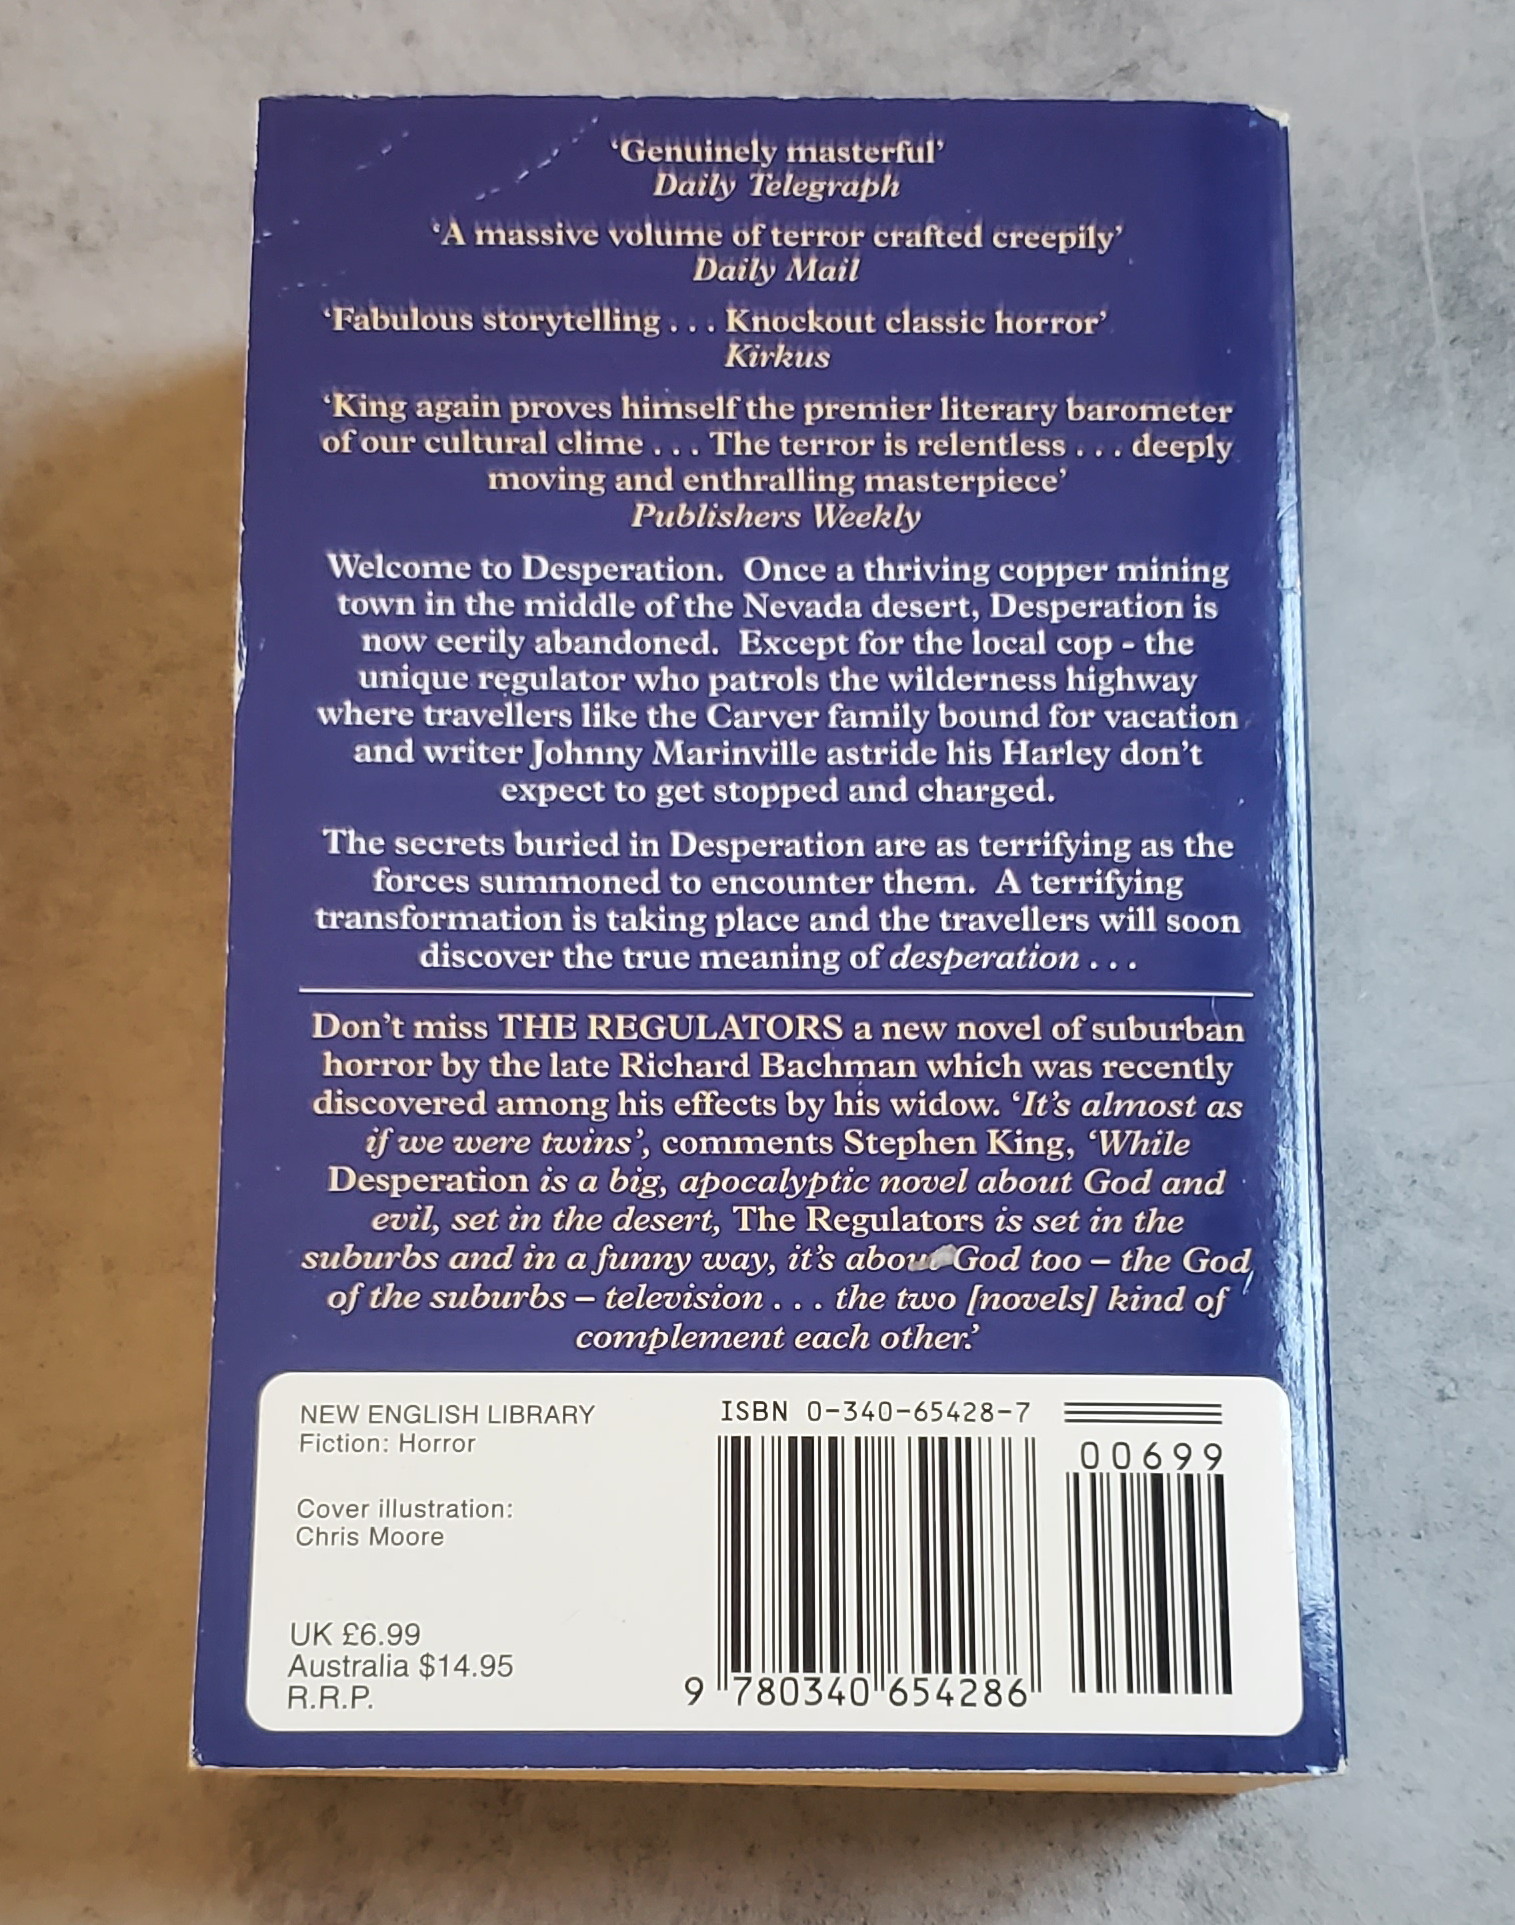 ‘Genuinely masterful’
Daily Telegraph
‘A massive volume of terror crafted creepily’
Daily Mail
‘Fabulous storytelling . . . Knockout classic horror’
Kirkus
‘King again proves himself the premier literary barometer
of our cultural clime . . . The terror is relentless . . . deeply
moving and enthralling masterpiece’
Publishers Weekly
Welcome to Desperation. Once a thriving copper mining
town in the middle of the Nevada desert, Desperation is
now eerily abandoned. Except for the local cop - the
unique regulator who patrols the wilderness highway
where travellers like the Carver family bound for vacation
and writer Johnny Marinville astride his Harley don’t
expect to get stopped and charged.
The secrets buried in Desperation are as terrifying as the
forces summoned to encounter them. A terrifying
transformation is taking place and the travellers will soon
discover the true meaning of desperation . . .
Don’t miss THE REGULATORS a new novel of suburban
horror by the late Richard Bachman which was recently
discovered among his effects by his widow. ‘It’s almost as
if we were twins’, comments Stephen King, ‘While
Desperation is a big, apocalyptic novel about God and
evil, set in the desert, The Regulators is set in the
suburbs and in a funny way, it’s about God too – the God
of the suburbs – television . . . the two [novels] kind of
complement each other.’
NEW ENGLISH LIBRARY
Fiction: Horror
Cover illustration:
Chris Moore
UK £6.99
Australia $14.95
R.R.P.
ISBN 0-340-65428-7
00699
9 780340 654286